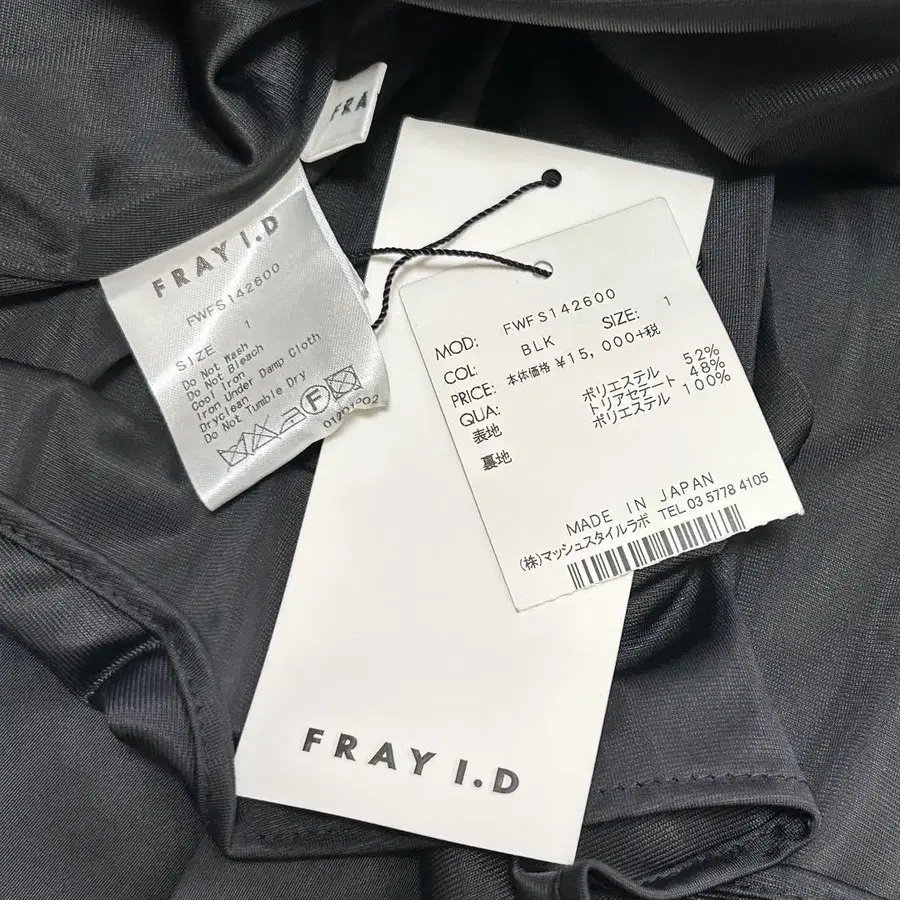 FRA
FRAY I.D
FWFS142600
SIZE 1
Do Not Wash
Do Not Bleach
Cool Iron
Iron Under Damp Cloth
Dryclean
Do Not Tumble Dry
MOD: FWFS142600
COL: BLK SIZE: 1
PRICE: 本体価格 ¥15,000+税
QUA:
表地 ポリエステル 52%
トリアセテート 48%
裏地 ポリエステル 100%
MADE IN JAPAN
(株)マッシュスタイルラボ TEL 03 5778 4105
FRAY I.D